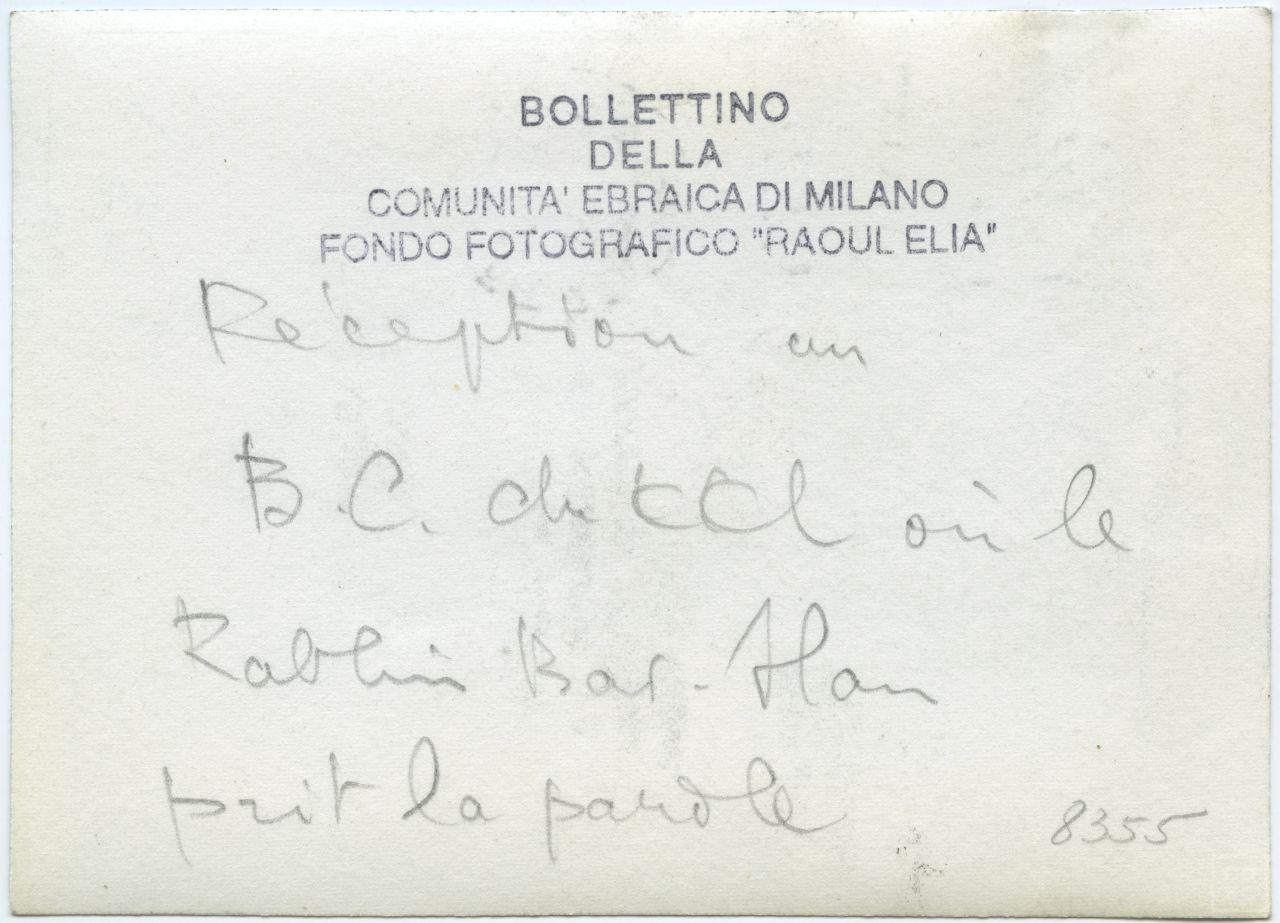 BOLLETTINO
DELLA
COMUNITA' EBRAICA DI MILANO
FONDO FOTOGRAFICO "RAOUL ELIA"
Réception au
B.C. du KKL où le
Rabbin Bar-Ilan
prit la parole
8355